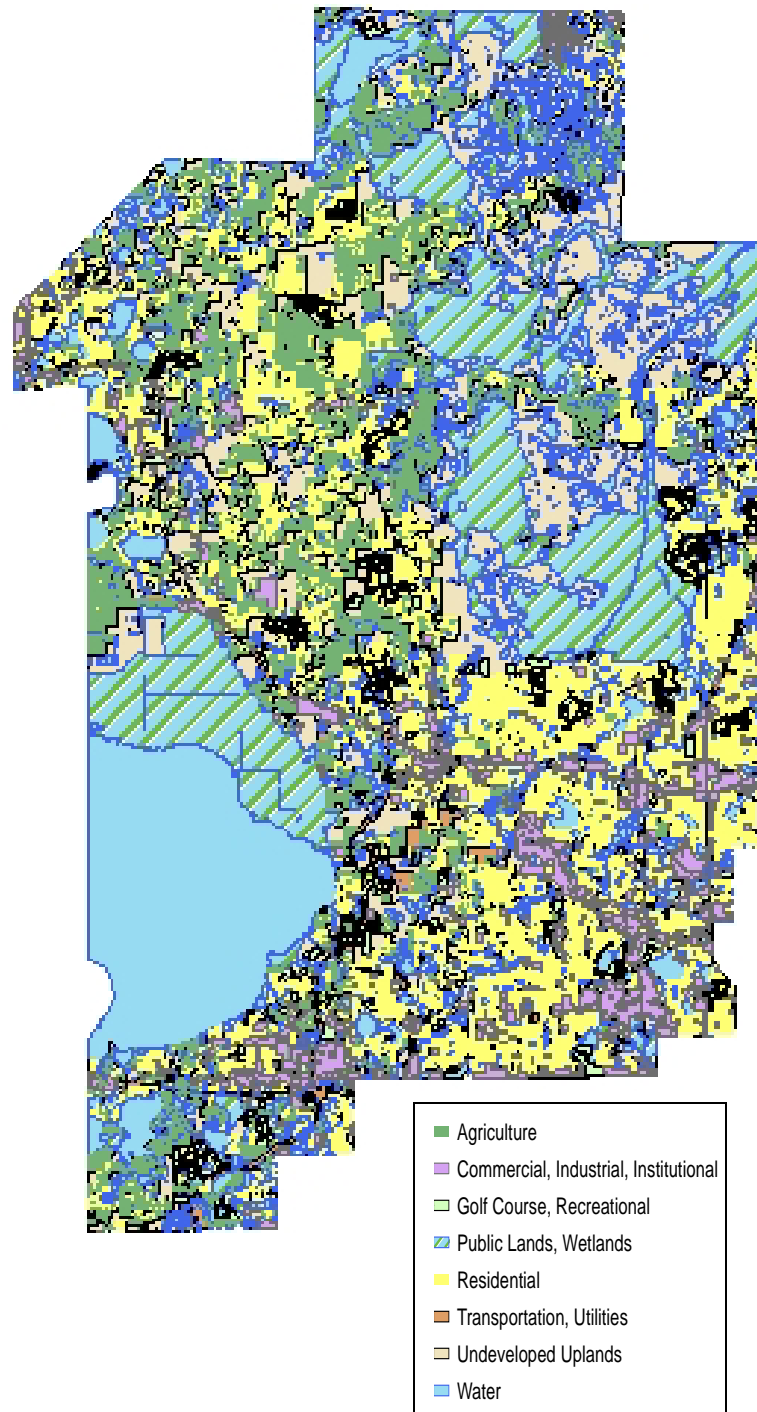 Agriculture
Commercial, Industrial, Institutional
Golf Course, Recreational
Public Lands, Wetlands
Residential
Transportation, Utilities
Undeveloped Uplands
Water